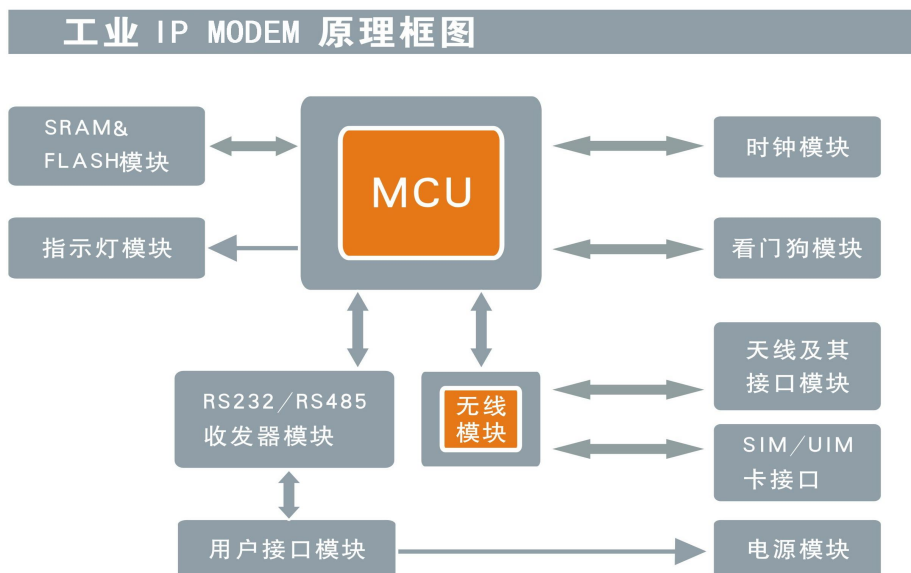 工业 IP MODEM 原理框图
SRAM&
FLASH模块
MCU
时钟模块
指示灯模块
看门狗模块
天线及其
接口模块
RS232/RS485
收发器模块
无线
模块
SIM/UIM
卡接口
用户接口模块
电源模块